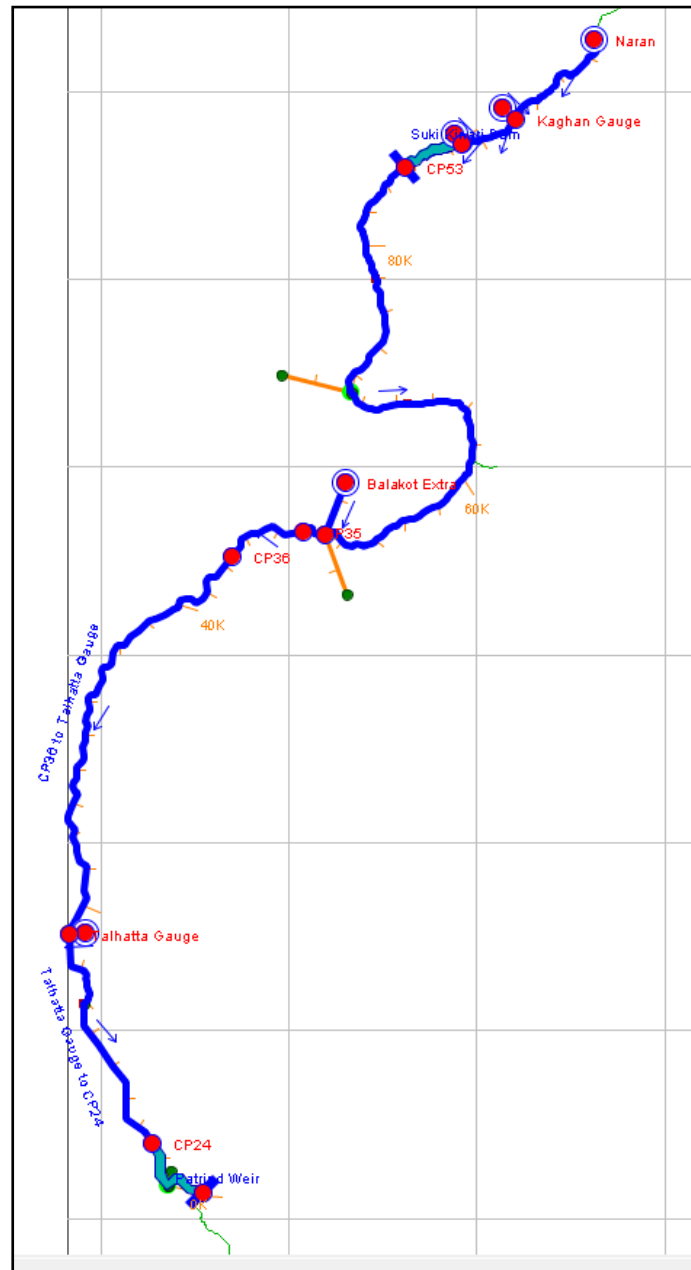 Naran
Kaghan Gauge
Suki Kinari Dam
CP53
80K
Balakot Extra
60K
P35
CP36
40K
CP36 to Talhatta Gauge
Talhatta Gauge
Talhatta Gauge to CP24
CP24
Patrind Weir
0K